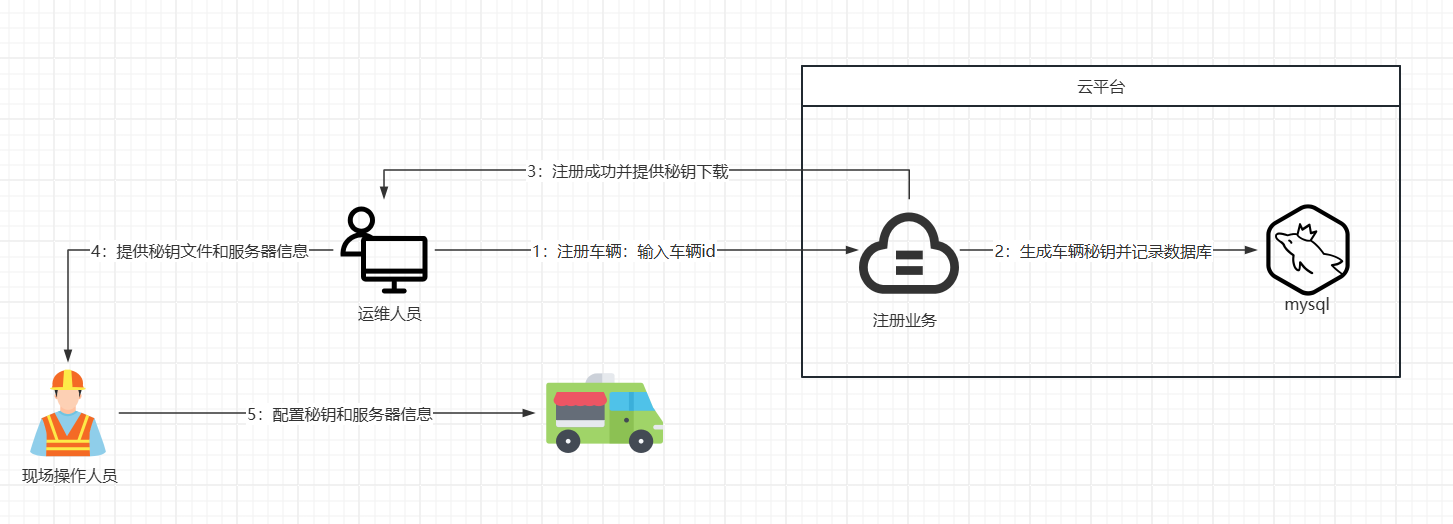 云平台
3：注册成功并提供秘钥下载
4：提供秘钥文件和服务器信息
1：注册车辆：输入车辆id
2：生成车辆秘钥并记录数据库
运维人员
注册业务
mysql
5：配置秘钥和服务器信息
现场操作人员